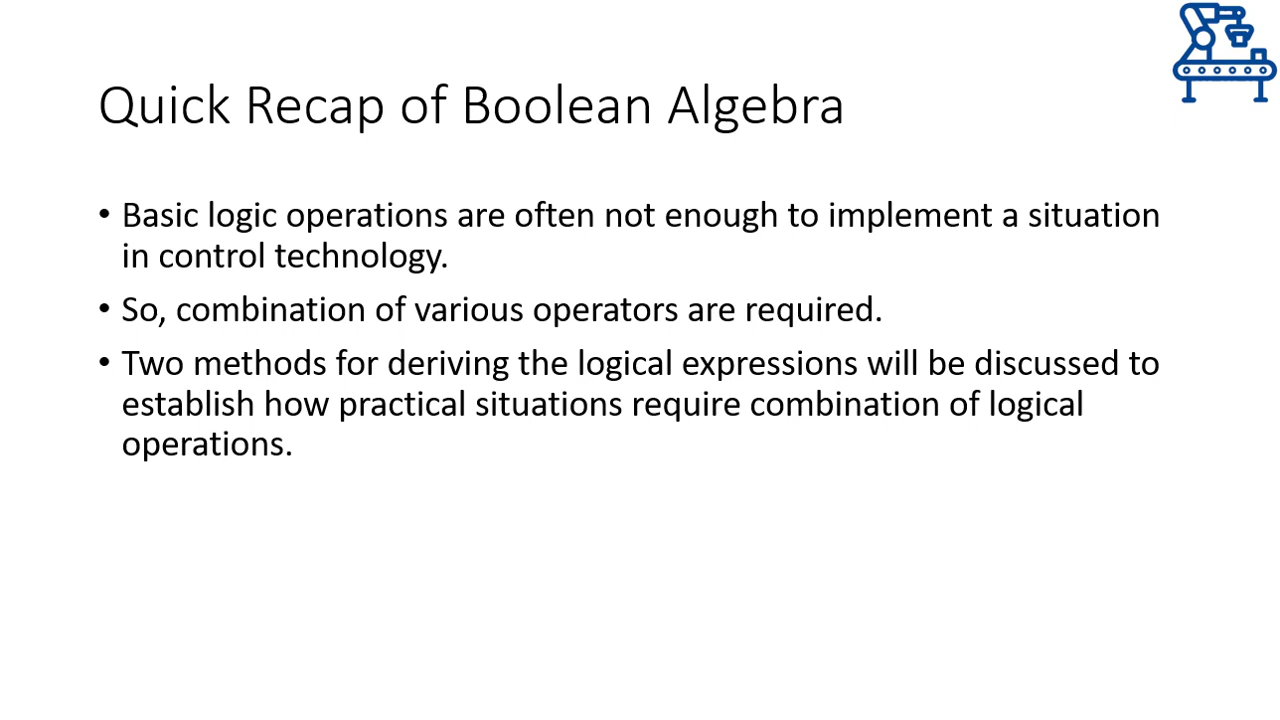 Quick Recap of Boolean Algebra
• Basic logic operations are often not enough to implement a situation
in control technology.
• So, combination of various operators are required.
• Two methods for deriving the logical expressions will be discussed to
establish how practical situations require combination of logical
operations.